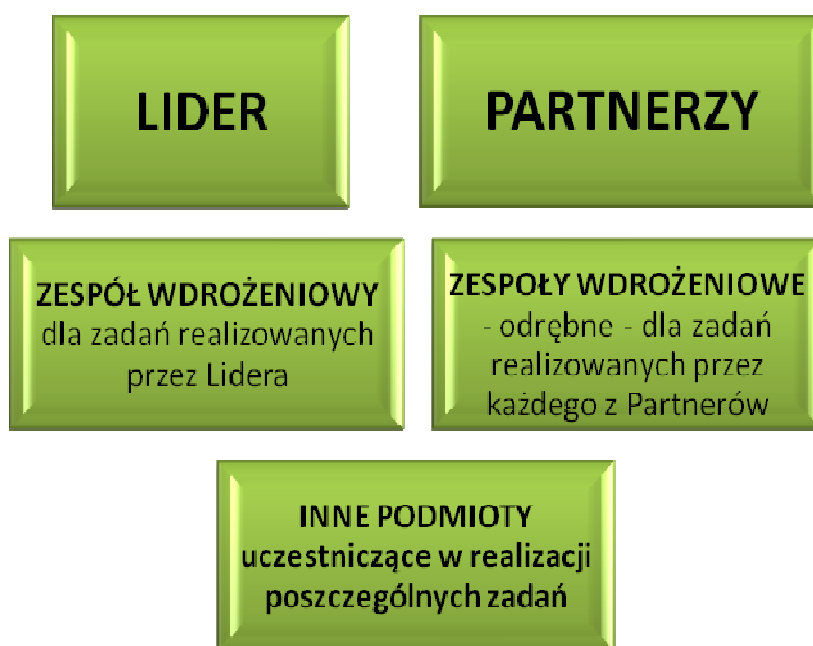 LIDER
PARTNERZY
ZESPÓŁ WDROŻENIOWY
dla zadań realizowanych
przez Lidera
ZESPOŁY WDROŻENIOWE
- odrębne - dla zadań
realizowanych przez
każdego z Partnerów
INNE PODMIOTY
uczestniczące w realizacji
poszczególnych zadań